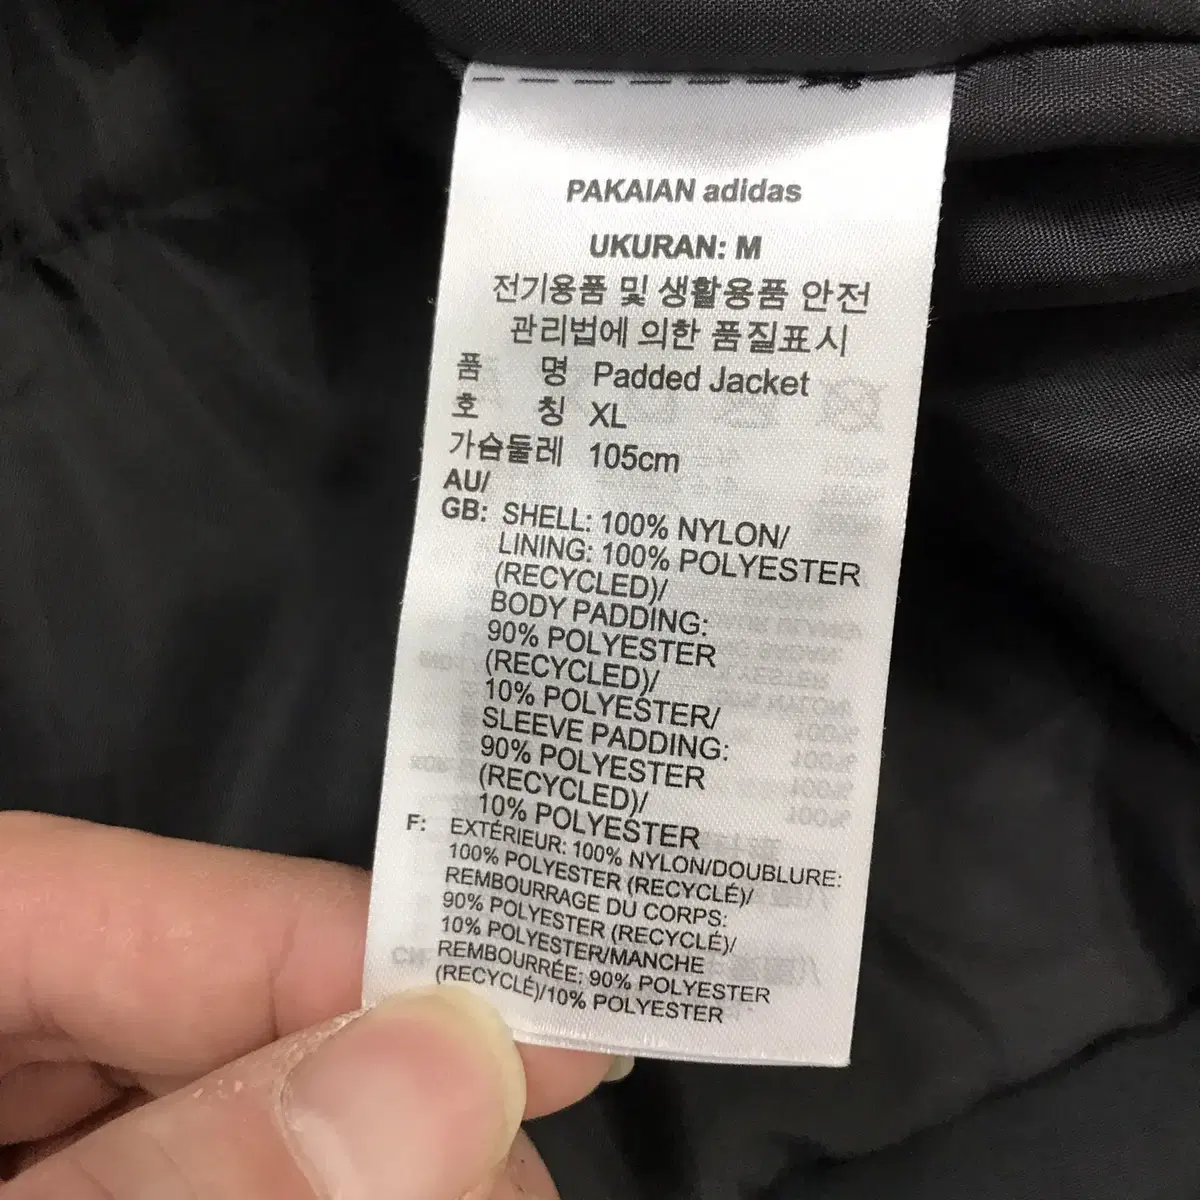 PAKAIAN adidas
UKURAN: M
전기용품 및 생활용품 안전
관리법에 의한 품질표시
품 명 Padded Jacket
호 칭 XL
가슴둘레 105cm
AU/
GB: SHELL: 100% NYLON/
LINING: 100% POLYESTER
(RECYCLED)/
BODY PADDING:
90% POLYESTER
(RECYCLED)/
10% POLYESTER/
SLEEVE PADDING:
90% POLYESTER
(RECYCLED)/
10% POLYESTER
F: EXTÉRIEUR: 100% NYLON/DOUBLURE:
100% POLYESTER (RECYCLÉ)/
REMBOURRAGE DU CORPS:
90% POLYESTER (RECYCLÉ)/
10% POLYESTER/MANCHE
REMBOURRÉE: 90% POLYESTER
(RECYCLÉ)/10% POLYESTER